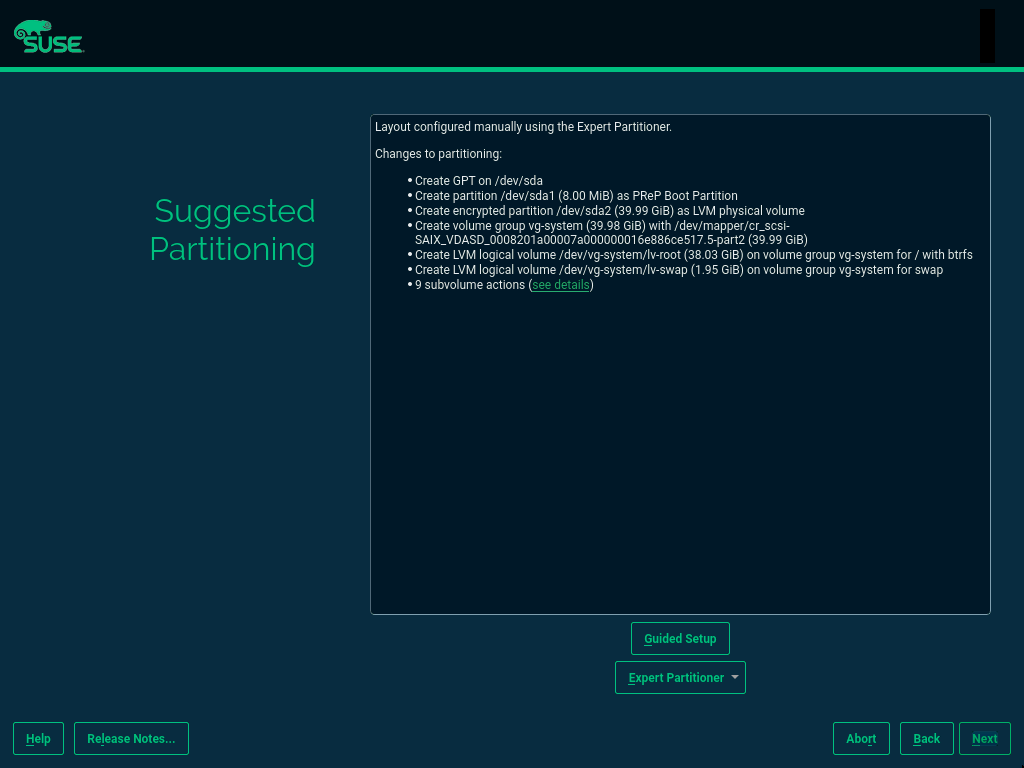 SUSE
Layout configured manually using the Expert Partitioner.
Changes to partitioning:
Suggested
Partitioning
• Create GPT on /dev/sda
• Create partition /dev/sda1 (8.00 MiB) as PReP Boot Partition
• Create encrypted partition /dev/sda2 (39.99 GiB) as LVM physical volume
• Create volume group vg-system (39.98 GiB) with /dev/mapper/cr_scsi-
SAIX_VDASD_0008201a00007a000000016e886ce517.5-part2 (39.99 GiB)
• Create LVM logical volume /dev/vg-system/lv-root (38.03 GiB) on volume group vg-system for / with btrfs
• Create LVM logical volume /dev/vg-system/lv-swap (1.95 GiB) on volume group vg-system for swap
• 9 subvolume actions (see details)
Guided Setup
Expert Partitioner
Help
Release Notes...
Abort
Back
Next